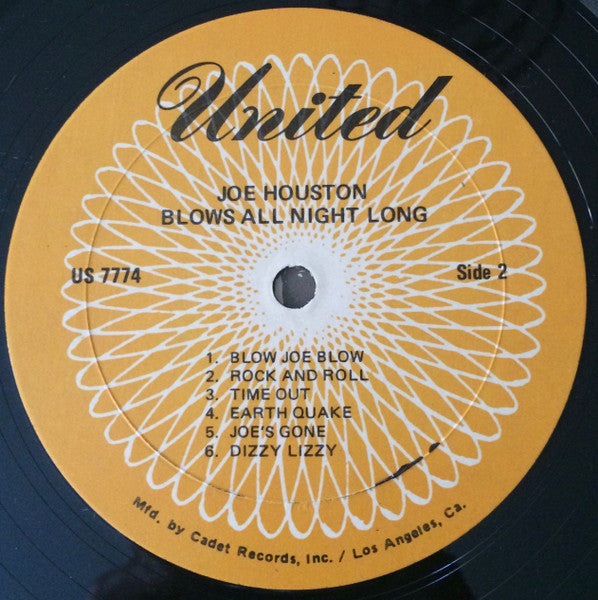 United
JOE HOUSTON
BLOWS ALL NIGHT LONG
US 7774
Side 2
1. BLOW JOE BLOW
2. ROCK AND ROLL
3. TIME OUT
4. EARTH QUAKE
5. JOE'S GONE
6. DIZZY LIZZY
Mfd. by Cadet Records, Inc. / Los Angeles, Ca.